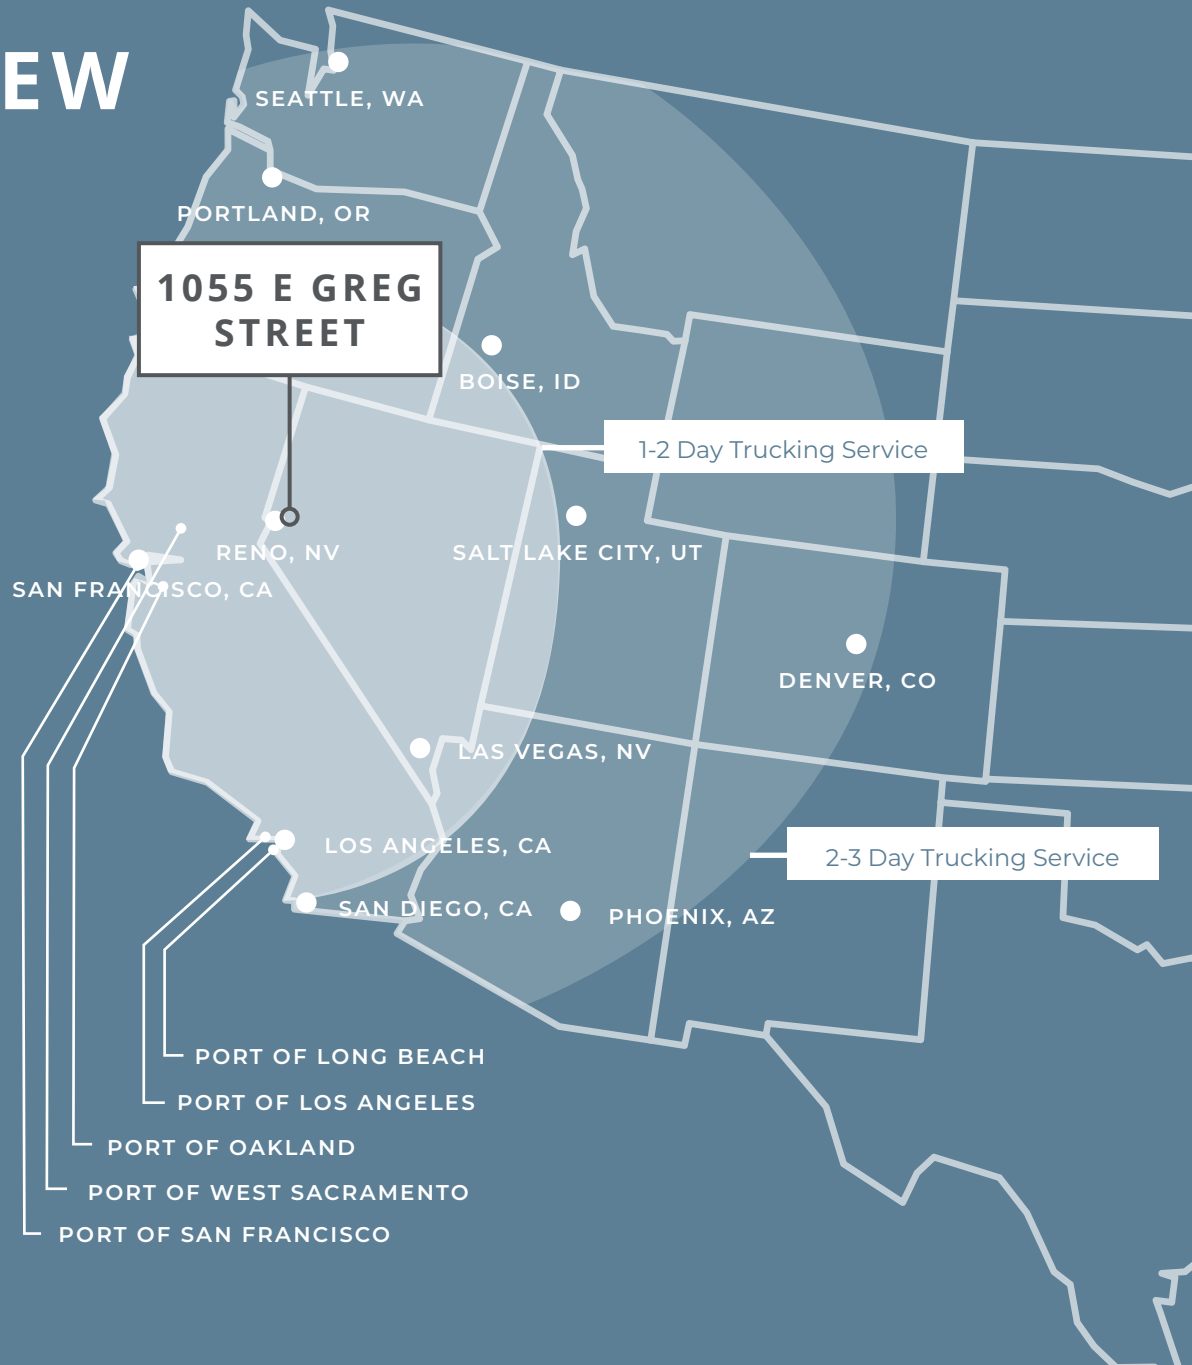 EW
SEATTLE, WA
PORTLAND, OR
1055 E GREG
STREET
BOISE, ID
1-2 Day Trucking Service
RENO, NV
SALT LAKE CITY, UT
SAN FRANCISCO, CA
DENVER, CO
LAS VEGAS, NV
LOS ANGELES, CA
2-3 Day Trucking Service
SAN DIEGO, CA
PHOENIX, AZ
PORT OF LONG BEACH
PORT OF LOS ANGELES
PORT OF OAKLAND
PORT OF WEST SACRAMENTO
PORT OF SAN FRANCISCO